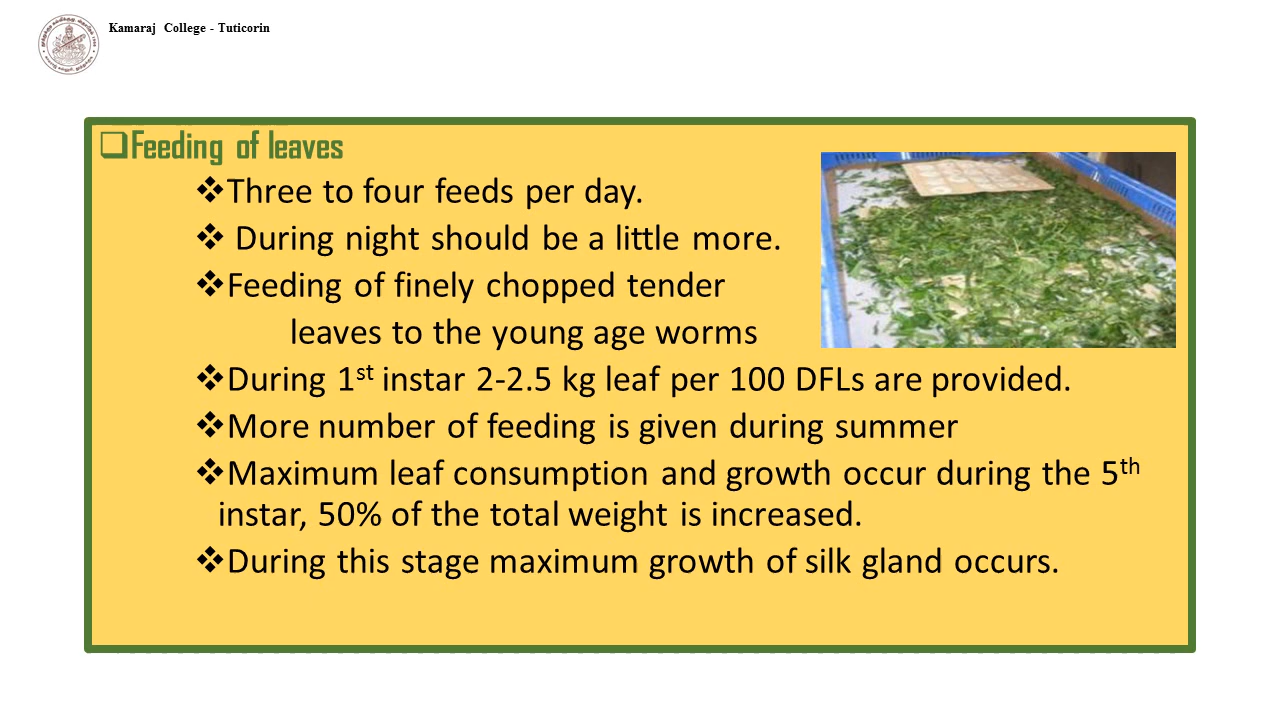 Kamaraj College - Tuticorin
❑Feeding of leaves
❖Three to four feeds per day.
❖ During night should be a little more.
❖Feeding of finely chopped tender
leaves to the young age worms
❖During 1st instar 2-2.5 kg leaf per 100 DFLs are provided.
❖More number of feeding is given during summer
❖Maximum leaf consumption and growth occur during the 5th
instar, 50% of the total weight is increased.
❖During this stage maximum growth of silk gland occurs.